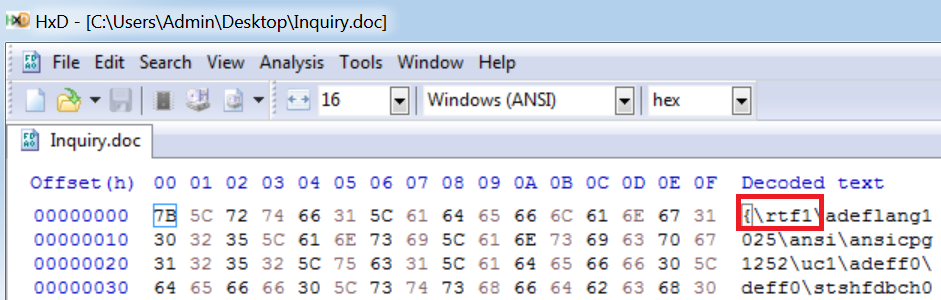 HxD - [C:\Users\Admin\Desktop\Inquiry.doc]
File Edit Search View Analysis Tools Window Help
16 Windows (ANSI) hex
Inquiry.doc
Offset(h) 00 01 02 03 04 05 06 07 08 09 0A 0B 0C 0D 0E 0F Decoded text
00000000 7B 5C 72 74 66 31 5C 61 64 65 66 6C 61 6E 67 31 {\rtf1\adeflang1
00000010 30 32 35 5C 61 6E 73 69 5C 61 6E 73 69 63 70 67 025\ansi\ansicpg
00000020 31 32 35 32 5C 75 63 31 5C 61 64 65 66 66 30 5C 1252\uc1\adeff0\
00000030 64 65 66 66 30 5C 73 74 73 68 66 64 62 63 68 30 deff0\stshfdbch0